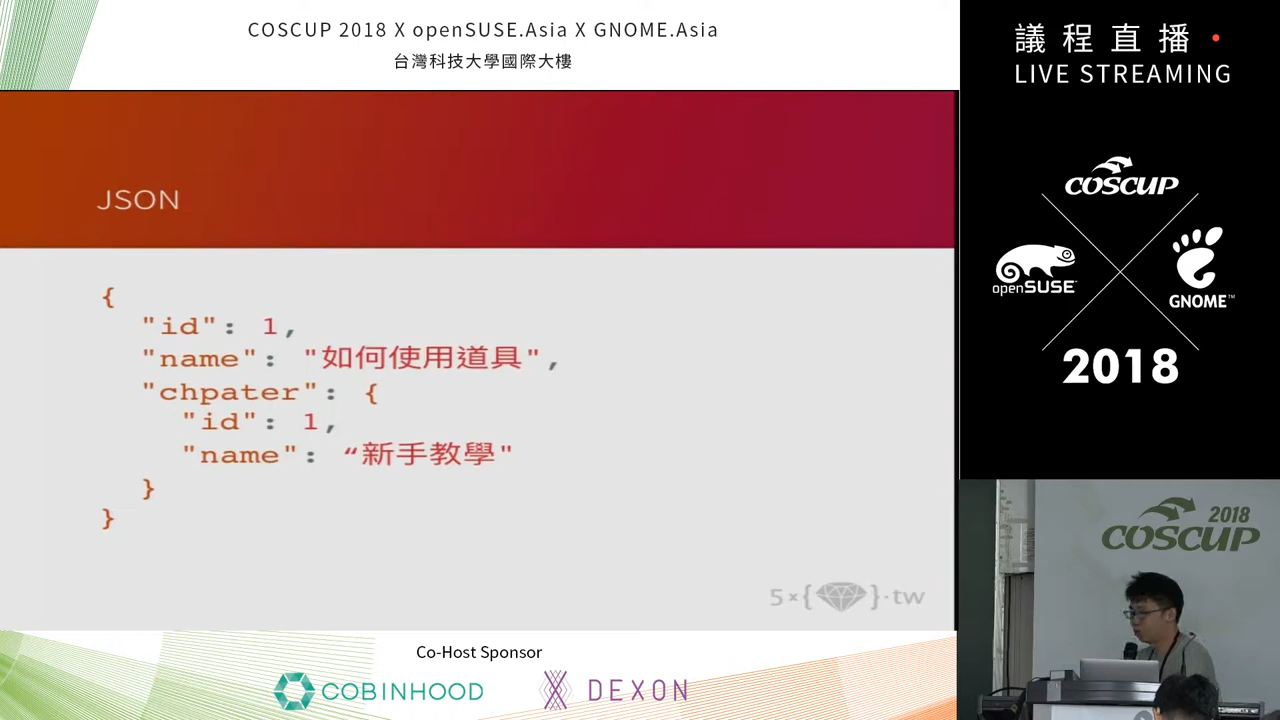 COSCUP 2018 X openSUSE.Asia X GNOME.Asia
台灣科技大學國際大樓
議程直播
LIVE STREAMING
COSCUP
openSUSE
GNOME™
2018
JSON
{
"id": 1,
"name": "如何使用道具",
"chpater": {
"id": 1,
"name": “新手教學"
}
}
5×{}·tw
2018
COSCUP
Co-Host Sponsor
COBINHOOD
DEXON